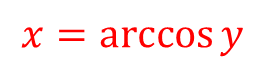 x = arccos y